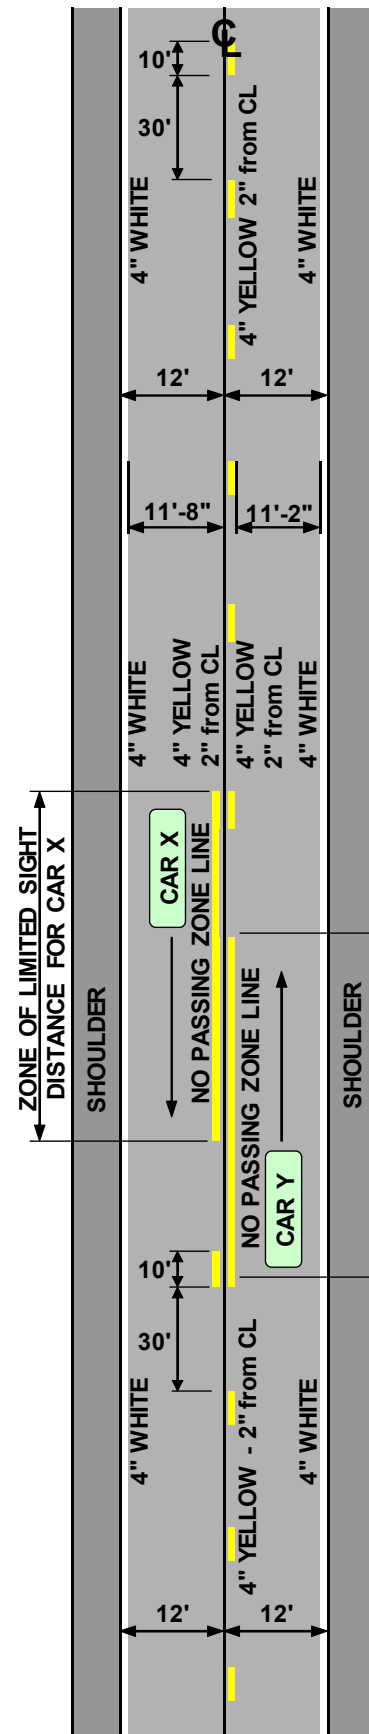 ℄
10'
30'
4" WHITE
4" YELLOW 2" from CL
4" WHITE
12'
12'
11'-8"
11'-2"
4" WHITE
4" YELLOW
2" from CL
4" YELLOW
2" from CL
4" WHITE
ZONE OF LIMITED SIGHT
DISTANCE FOR CAR X
SHOULDER
CAR X
NO PASSING ZONE LINE
NO PASSING ZONE LINE
CAR Y
SHOULDER
10'
30'
4" WHITE
4" YELLOW - 2" from CL
4" WHITE
12'
12'